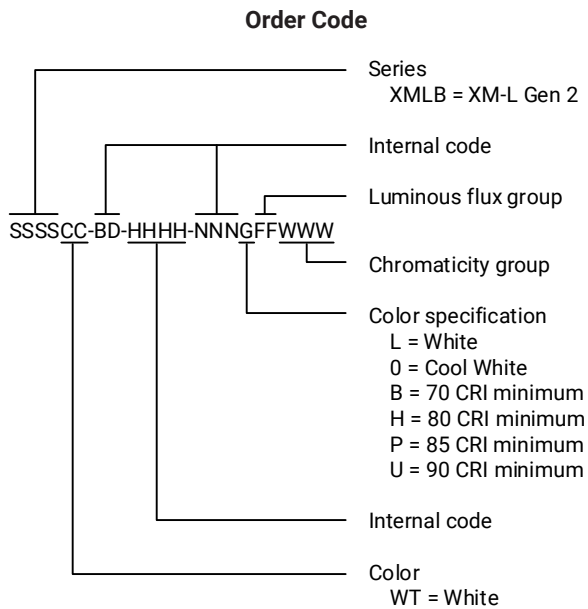 Order Code
Series
XMLB = XM-L Gen 2
Internal code
Luminous flux group
SSSSCC-BD-HHHH-NNNGFFWWW
Chromaticity group
Color specification
L = White
0 = Cool White
B = 70 CRI minimum
H = 80 CRI minimum
P = 85 CRI minimum
U = 90 CRI minimum
Internal code
Color
WT = White